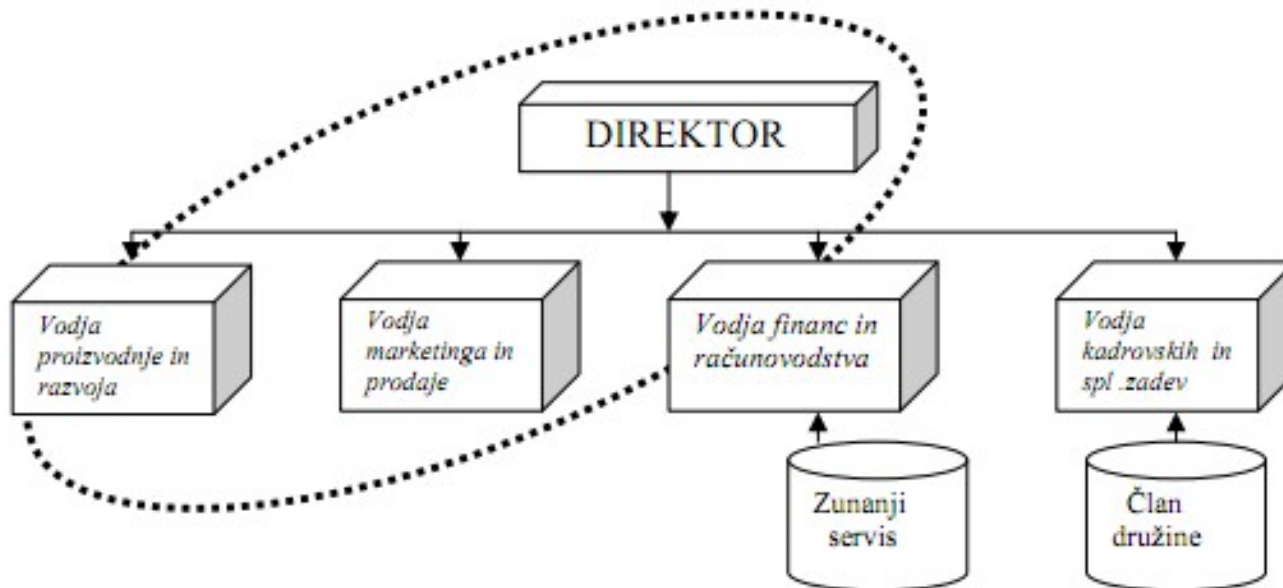 DIREKTOR
Vodja
proizvodnje in
razvoja
Vodja
marketinga in
prodaje
Vodja financ in
računovodstva
Vodja
kadrovskih in
spl .zadev
Zunanji
servis
Član
družine